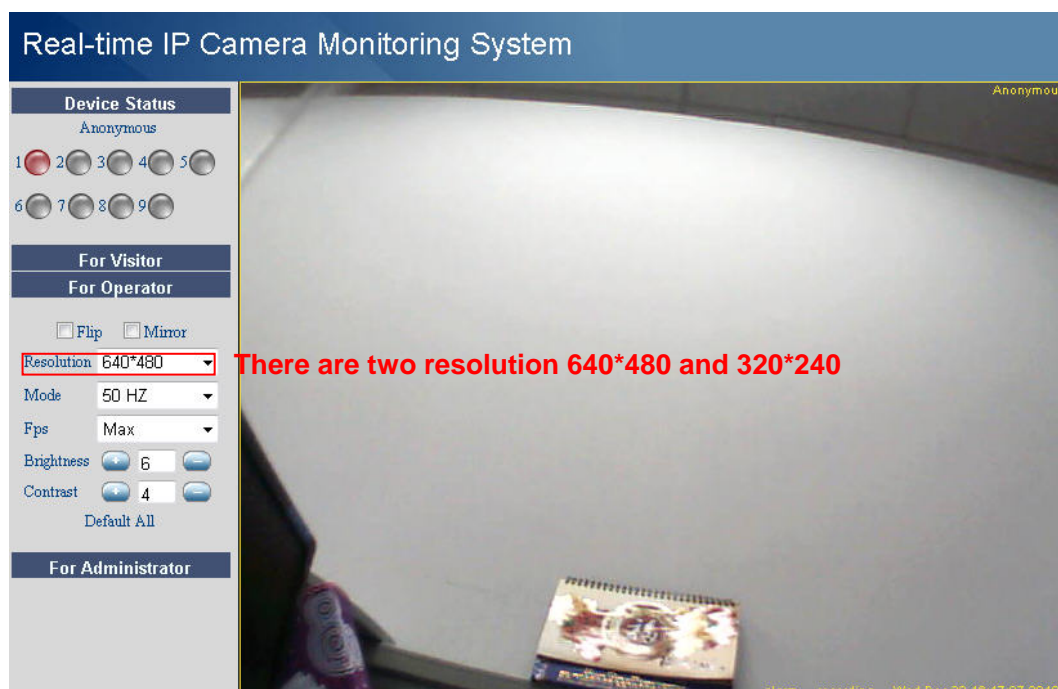 Real-time IP Camera Monitoring System
Device Status
Anonymous
Anonymou
1 2 3 4 5
6 7 8 9
For Visitor
For Operator
Flip Mirror
Resolution 640*480
There are two resolution 640*480 and 320*240
Mode 50 HZ
Fps Max
Brightness + 6 -
Contrast + 4 -
Default All
For Administrator